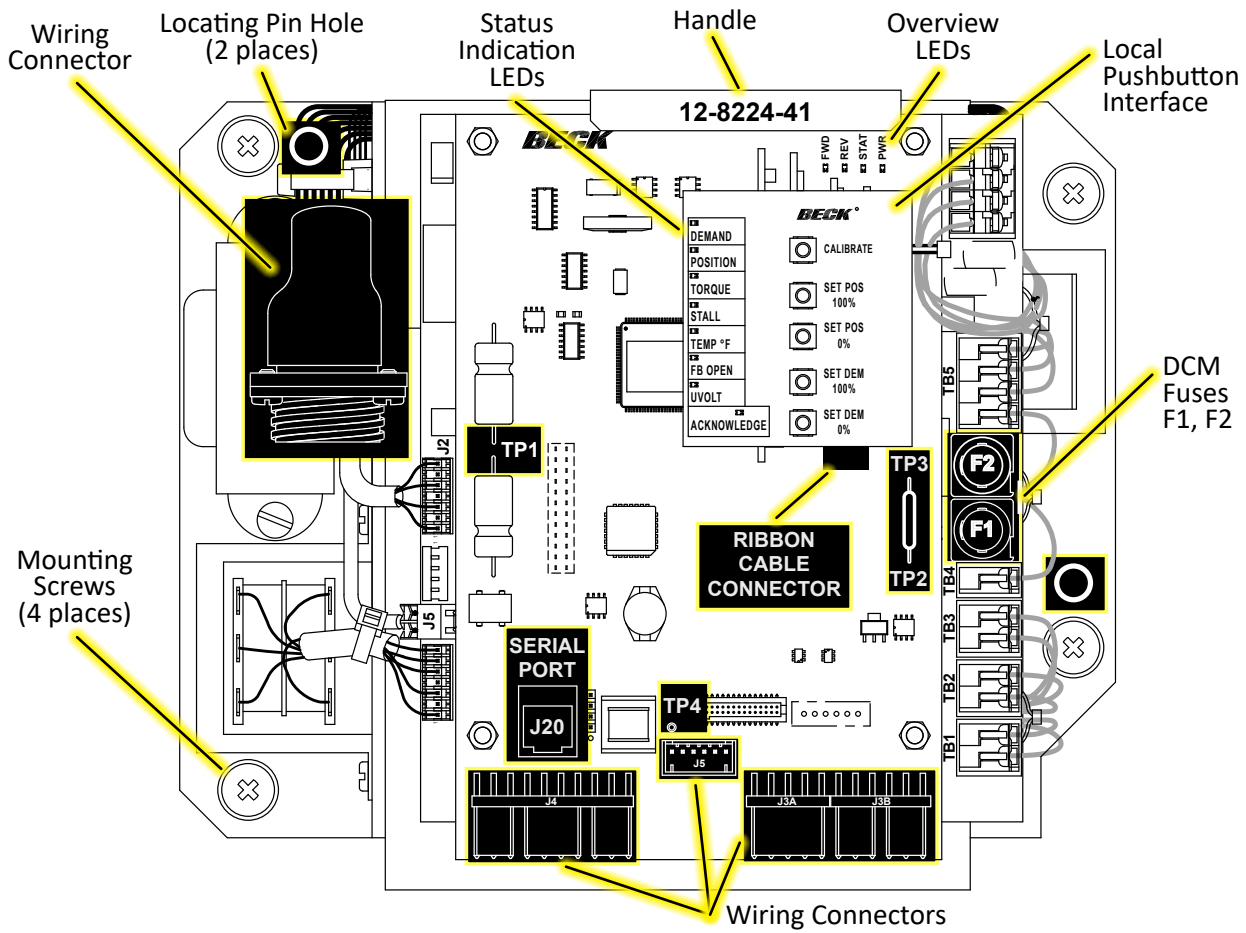 Wiring
Connector
Locating Pin Hole
(2 places)
Status
Indication
LEDs
Handle
Overview
LEDs
Local
Pushbutton
Interface
12-8224-41
BECK
FWD
REV
STAT
PWR
BECK
DEMAND
POSITION
TORQUE
STALL
TEMP °F
FB OPEN
UVOLT
ACKNOWLEDGE
CALIBRATE
SET POS
100%
SET POS
0%
SET DEM
100%
SET DEM
0%
TB5
DCM
Fuses
F1, F2
J2
TP1
TP3
TP2
F2
F1
RIBBON
CABLE
CONNECTOR
TB4
Mounting
Screws
(4 places)
J5
TB3
SERIAL
PORT
J20
TP4
TB2
TB1
J5
J4
J3A
J3B
Wiring Connectors